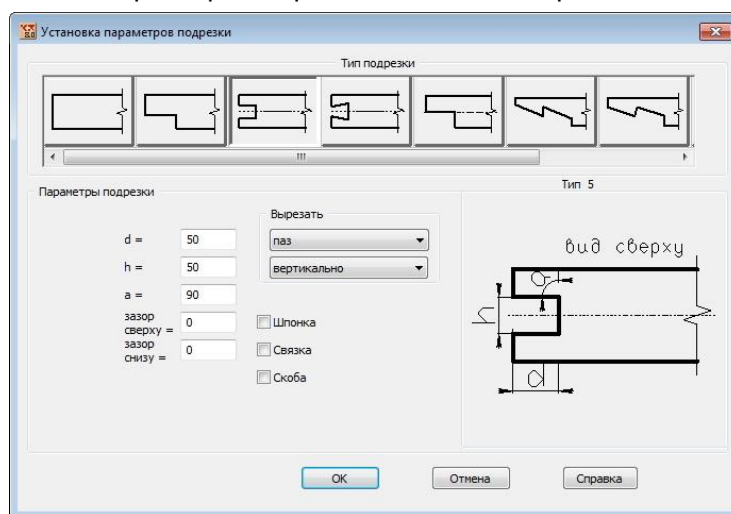 Установка параметров подрезки
Тип подрезки
Параметры подрезки
Тип 5
Вырезать
d = 50
паз
вид сверху
h = 50
вертикально
a = 90
зазор сверху = 0
Шпонка
зазор снизу = 0
Связка
Скоба
a
h
d
OK
Отмена
Справка